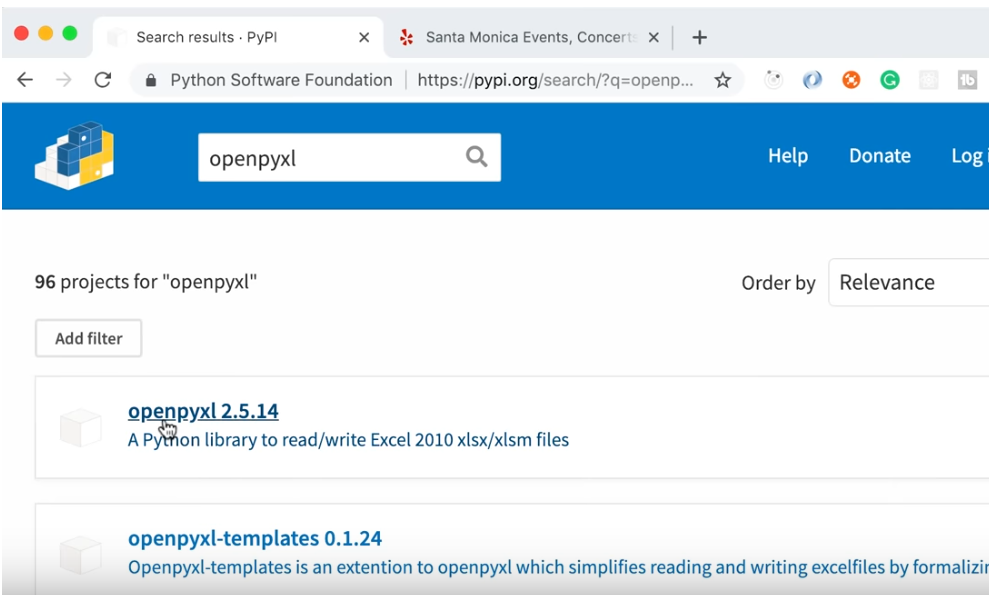 Search results · PyPI
Santa Monica Events, Concerts
Python Software Foundation
https://pypi.org/search/?q=openp...
openpyxl
Help
Donate
Log
96 projects for "openpyxl"
Order by
Relevance
Add filter
openpyxl 2.5.14
A Python library to read/write Excel 2010 xlsx/xlsm files
openpyxl-templates 0.1.24
Openpyxl-templates is an extention to openpyxl which simplifies reading and writing excelfiles by formalizin